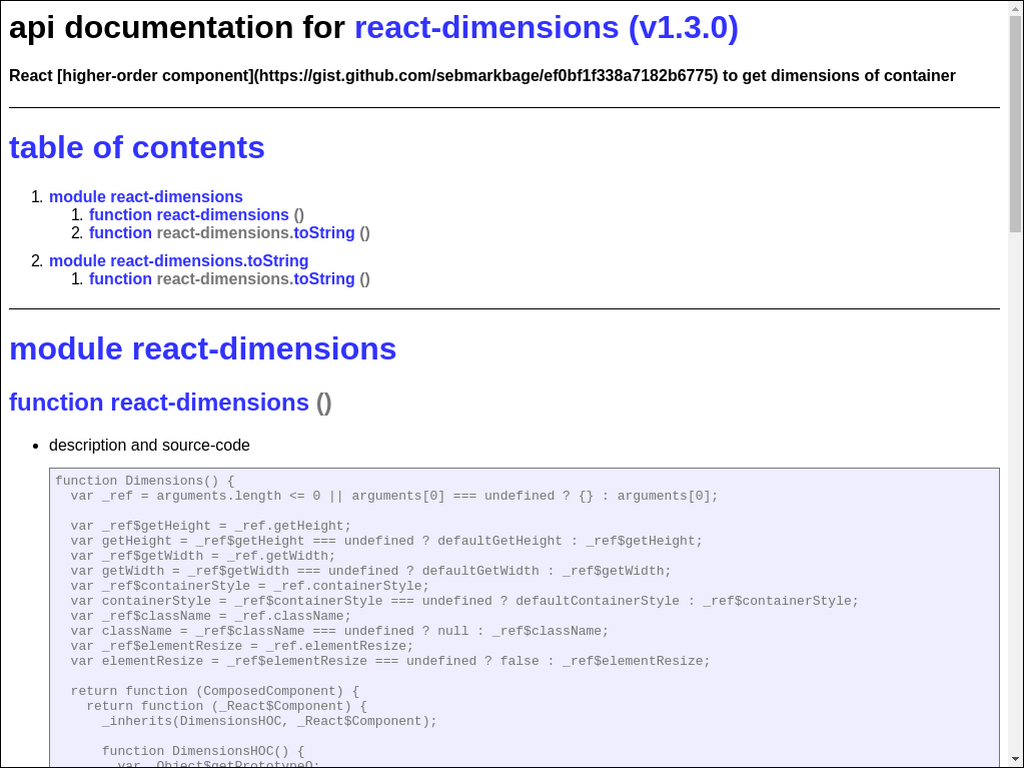 api documentation for react-dimensions (v1.3.0)
React [higher-order component](https://gist.github.com/sebmarkbage/ef0bf1f338a7182b6775) to get dimensions of container
table of contents
1. module react-dimensions
1. function react-dimensions ()
2. function react-dimensions.toString ()
2. module react-dimensions.toString
1. function react-dimensions.toString ()
module react-dimensions
function react-dimensions ()
• description and source-code
function Dimensions() {
  var _ref = arguments.length <= 0 || arguments[0] === undefined ? {} : arguments[0];
  var _ref$getHeight = _ref.getHeight;
  var getHeight = _ref$getHeight === undefined ? defaultGetHeight : _ref$getHeight;
  var _ref$getWidth = _ref.getWidth;
  var getWidth = _ref$getWidth === undefined ? defaultGetWidth : _ref$getWidth;
  var _ref$containerStyle = _ref.containerStyle;
  var containerStyle = _ref$containerStyle === undefined ? defaultContainerStyle : _ref$containerStyle;
  var _ref$className = _ref.className;
  var className = _ref$className === undefined ? null : _ref$className;
  var _ref$elementResize = _ref.elementResize;
  var elementResize = _ref$elementResize === undefined ? false : _ref$elementResize;
  return function (ComposedComponent) {
    return function (_React$Component) {
      _inherits(DimensionsHOC, _React$Component);
      function DimensionsHOC() {
        var _Object$getPrototypeO;